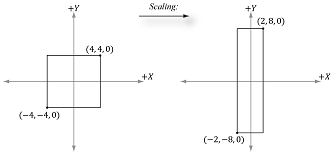 +Y
Scaling:
+Y
(4,4,0)
(2,8,0)
+X
+X
(−4,−4,0)
(−2,−8,0)